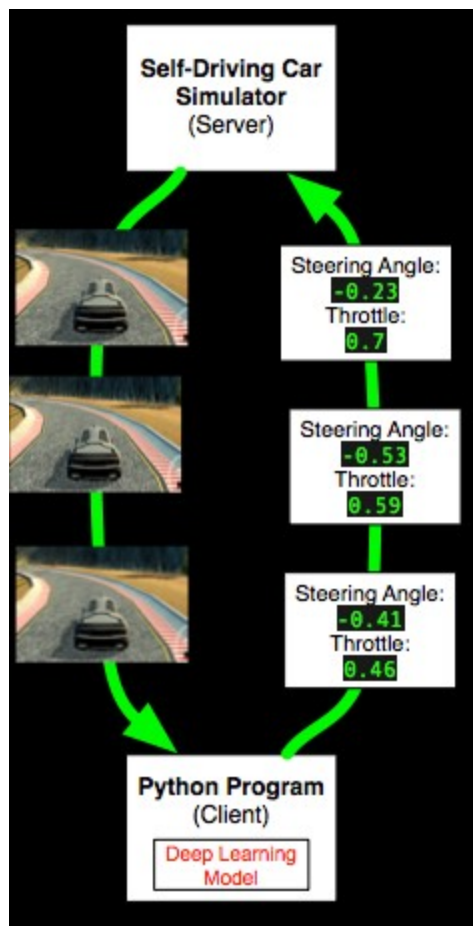 Self-Driving Car
Simulator
(Server)
Steering Angle:
-0.23
Throttle:
0.7
Steering Angle:
-0.53
Throttle:
0.59
Steering Angle:
-0.41
Throttle:
0.46
Python Program
(Client)
Deep Learning
Model